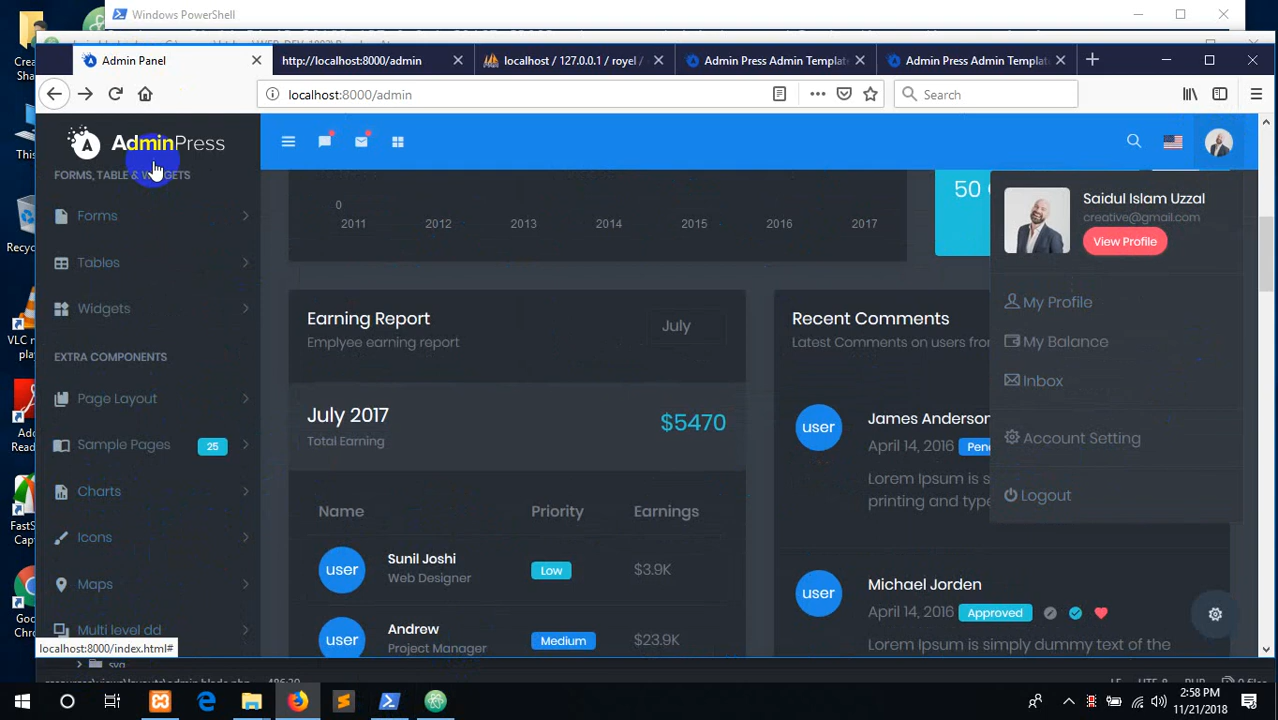 Windows PowerShell
Admin Panel
http://localhost:8000/admin
localhost / 127.0.0.1 / royel /
Admin Press Admin Templat
Admin Press Admin Templat
localhost:8000/admin
Search
AdminPress
FORMS, TABLE & WIDGETS
Forms
Tables
Widgets
EXTRA COMPONENTS
Page Layout
Sample Pages 25
Charts
Icons
Maps
Multi level dd
localhost:8000/index.html#
0
2011 2012 2013 2014 2015 2016 2017
50
Earning Report
Emplyee earning report
July
July 2017
Total Earning
$5470
Name Priority Earnings
user Sunil Joshi
Web Designer
Low $3.9K
user Andrew
Project Manager
Medium $23.9K
Recent Comments
Latest Comments on users fro
user James Anderson
April 14, 2016 Pen
Lorem Ipsum is s
printing and type
user Michael Jorden
April 14, 2016 Approved
Lorem Ipsum is simply dummy text of the
Saidul Islam Uzzal
creative@gmail.com
View Profile
My Profile
My Balance
Inbox
Account Setting
Logout
2:58 PM
11/21/2018